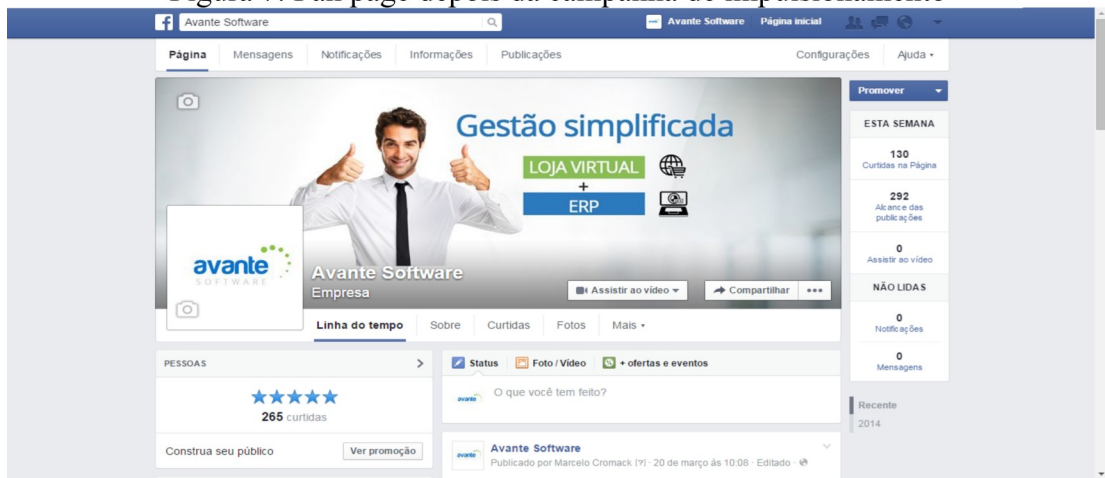 Figura 7: Fan page depois da campanha de impulsionamento
Avante Software
Avante Software Página inicial
Página Mensagens Notificações Informações Publicações Configurações Ajuda
Promover
ESTA SEMANA
130
Curtidas na Página
292
Alcance das
publicações
0
Assistir ao vídeo
NÃO LIDAS
0
Notificações
0
Mensagens
Recente
2014
Gestão simplificada
LOJA VIRTUAL
+
ERP
avante
SOFTWARE
Avante Software
Empresa
Assistir ao vídeo Compartilhar
Linha do tempo Sobre Curtidas Fotos Mais
PESSOAS
265 curtidas
Construa seu público Ver promoção
Status Foto / Vídeo + ofertas e eventos
avante
O que você tem feito?
avante
Avante Software
Publicado por Marcelo Cromack [?] · 20 de março às 10:08 · Editado ·